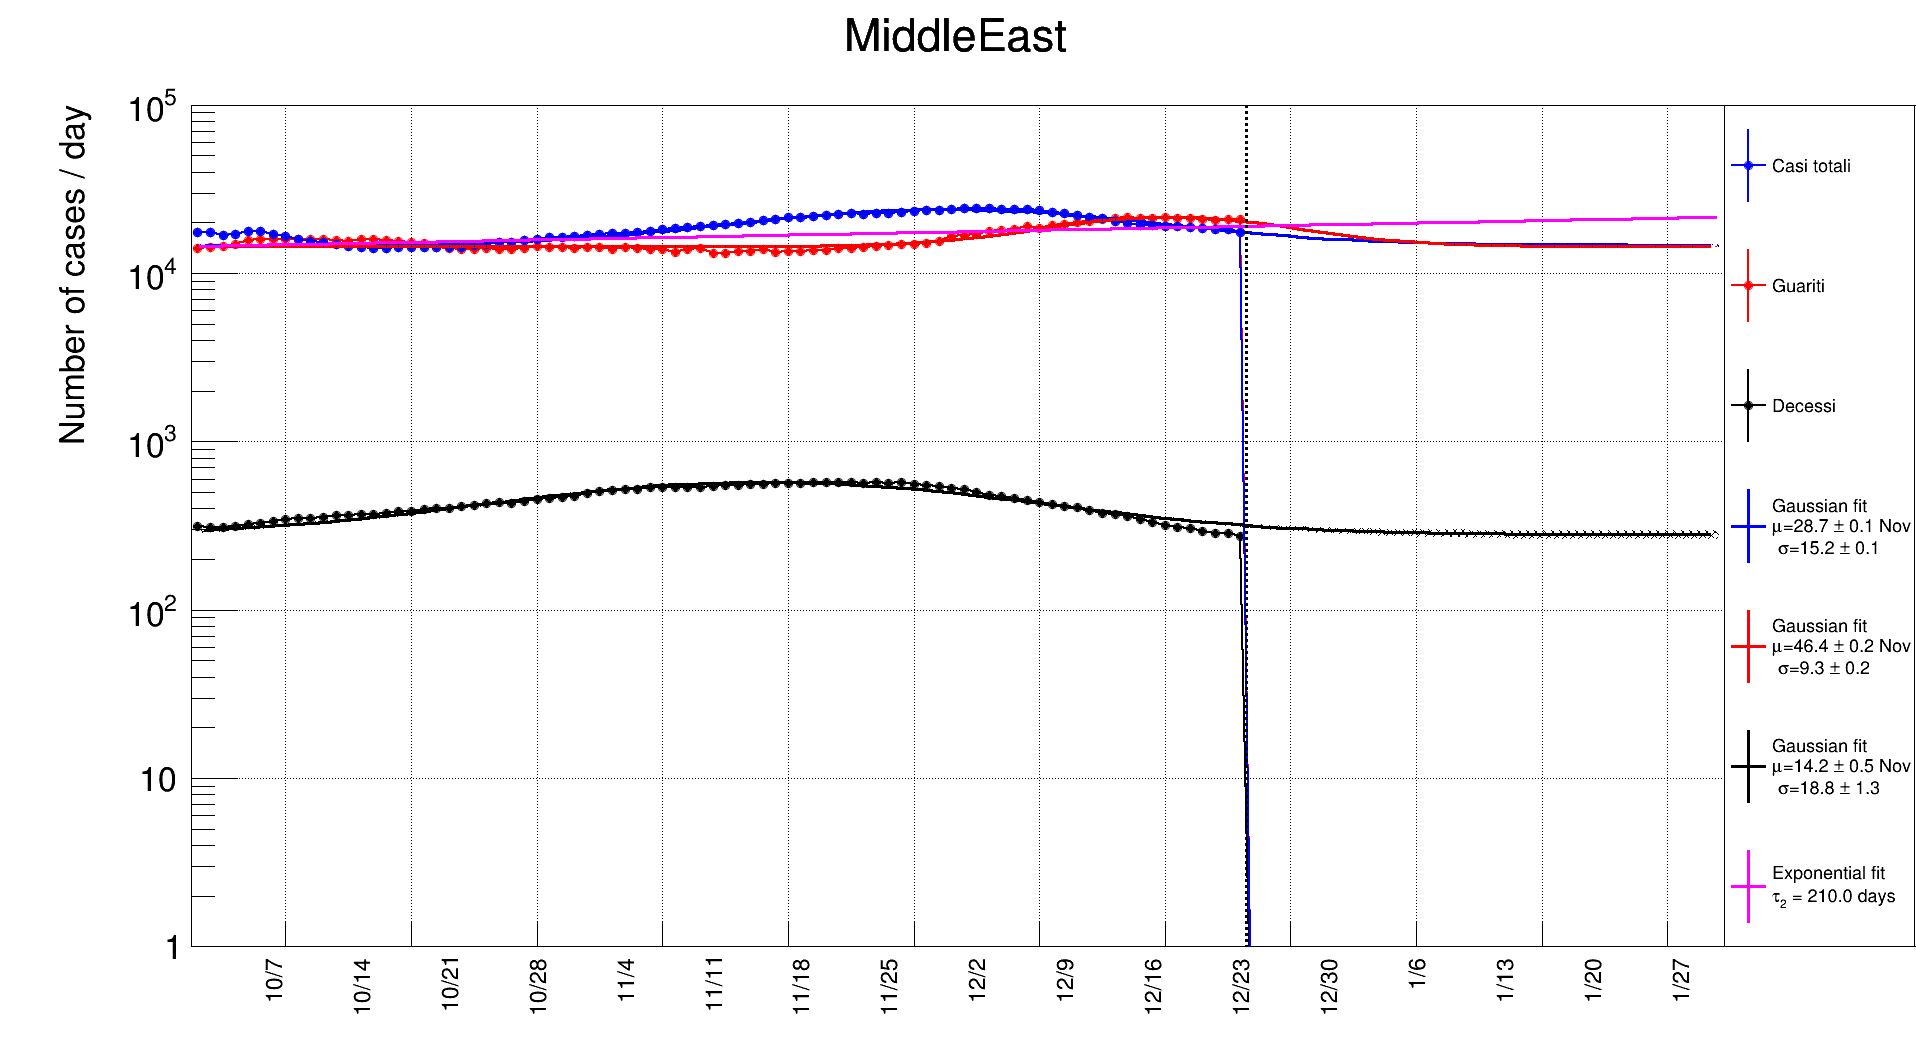 MiddleEast
Number of cases / day
10^5
10^4
10^3
10^2
10
1
10/7
10/14
10/21
10/28
11/4
11/11
11/18
11/25
12/2
12/9
12/16
12/23
12/30
1/6
1/13
1/20
1/27
Casi totali
Guariti
Decessi
Gaussian fit
μ=28.7 ± 0.1 Nov
σ=15.2 ± 0.1
Gaussian fit
μ=46.4 ± 0.2 Nov
σ=9.3 ± 0.2
Gaussian fit
μ=14.2 ± 0.5 Nov
σ=18.8 ± 1.3
Exponential fit
τ₂ = 210.0 days